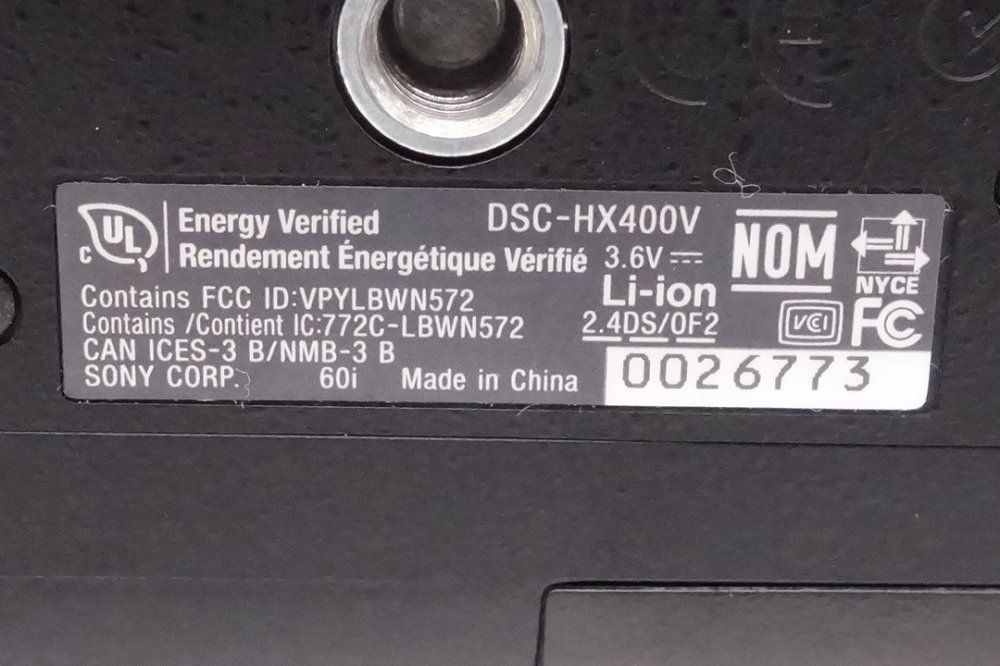 c UL Energy Verified
Rendement Énergétique Vérifié
DSC-HX400V
3.6V
Li-ion
2.4DS/0F2
NOM
NYCE
VCI
FC
Contains FCC ID:VPYLBWN572
Contains /Contient IC:772C-LBWN572
CAN ICES-3 B/NMB-3 B
SONY CORP. 60i Made in China
0026773